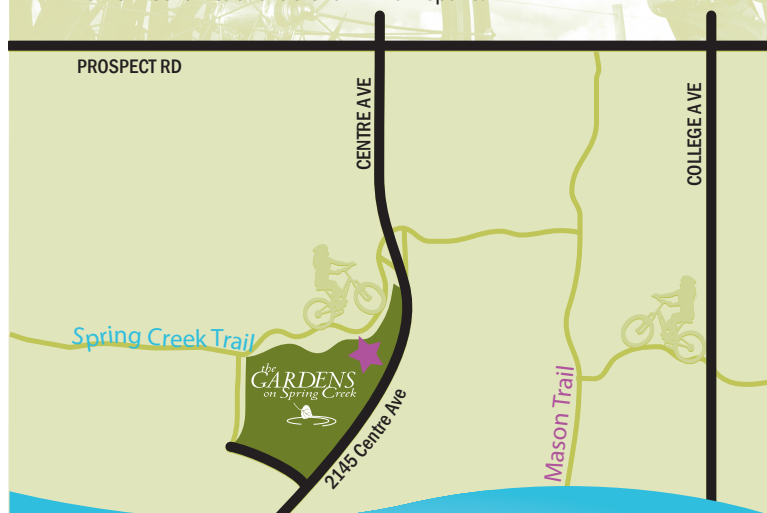 PROSPECT RD
CENTRE AVE
COLLEGE AVE
Spring Creek Trail
the
GARDENS
on Spring Creek
2145 Centre Ave
Mason Trail